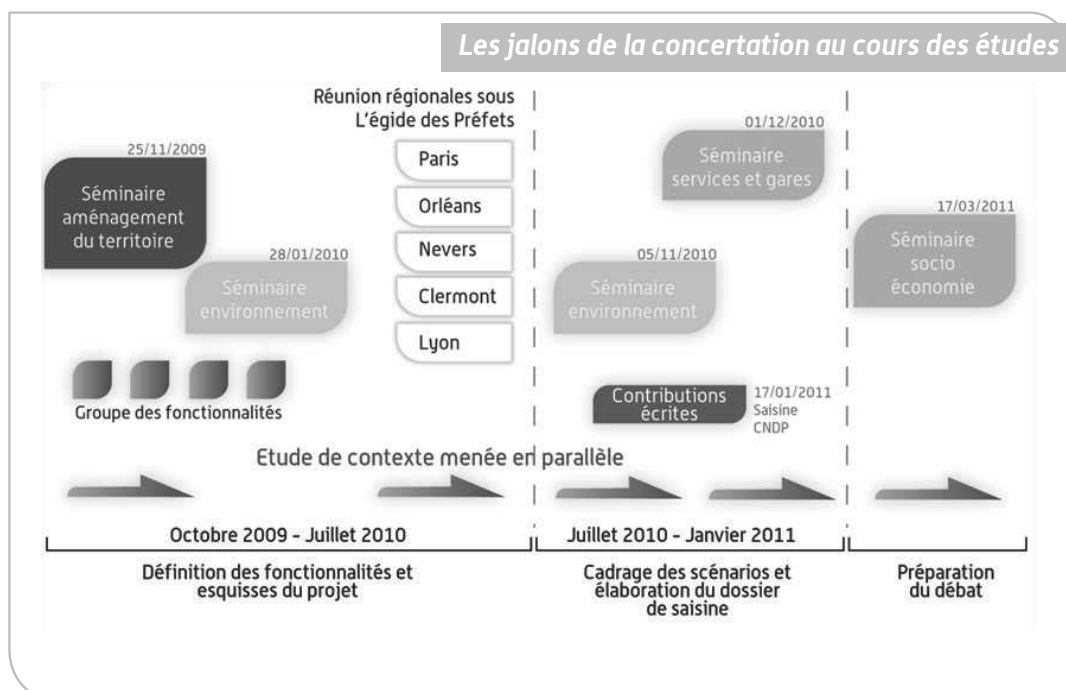 Les jalons de la concertation au cours des études
Réunion régionales sous
L'égide des Préfets
25/11/2009
Séminaire
aménagement
du territoire
28/01/2010
Séminaire
environnement
Paris
Orléans
Nevers
Clermont
Lyon
Groupe des fonctionnalités
01/12/2010
Séminaire
services et gares
05/11/2010
Séminaire
environnement
Contributions
écrites
17/01/2011
Saisine
CNDP
17/03/2011
Séminaire
socio
économie
Etude de contexte menée en parallèle
Octobre 2009 - Juillet 2010
Définition des fonctionnalités et
esquisses du projet
Juillet 2010 - Janvier 2011
Cadrage des scénarios et
élaboration du dossier
de saisine
Préparation
du débat